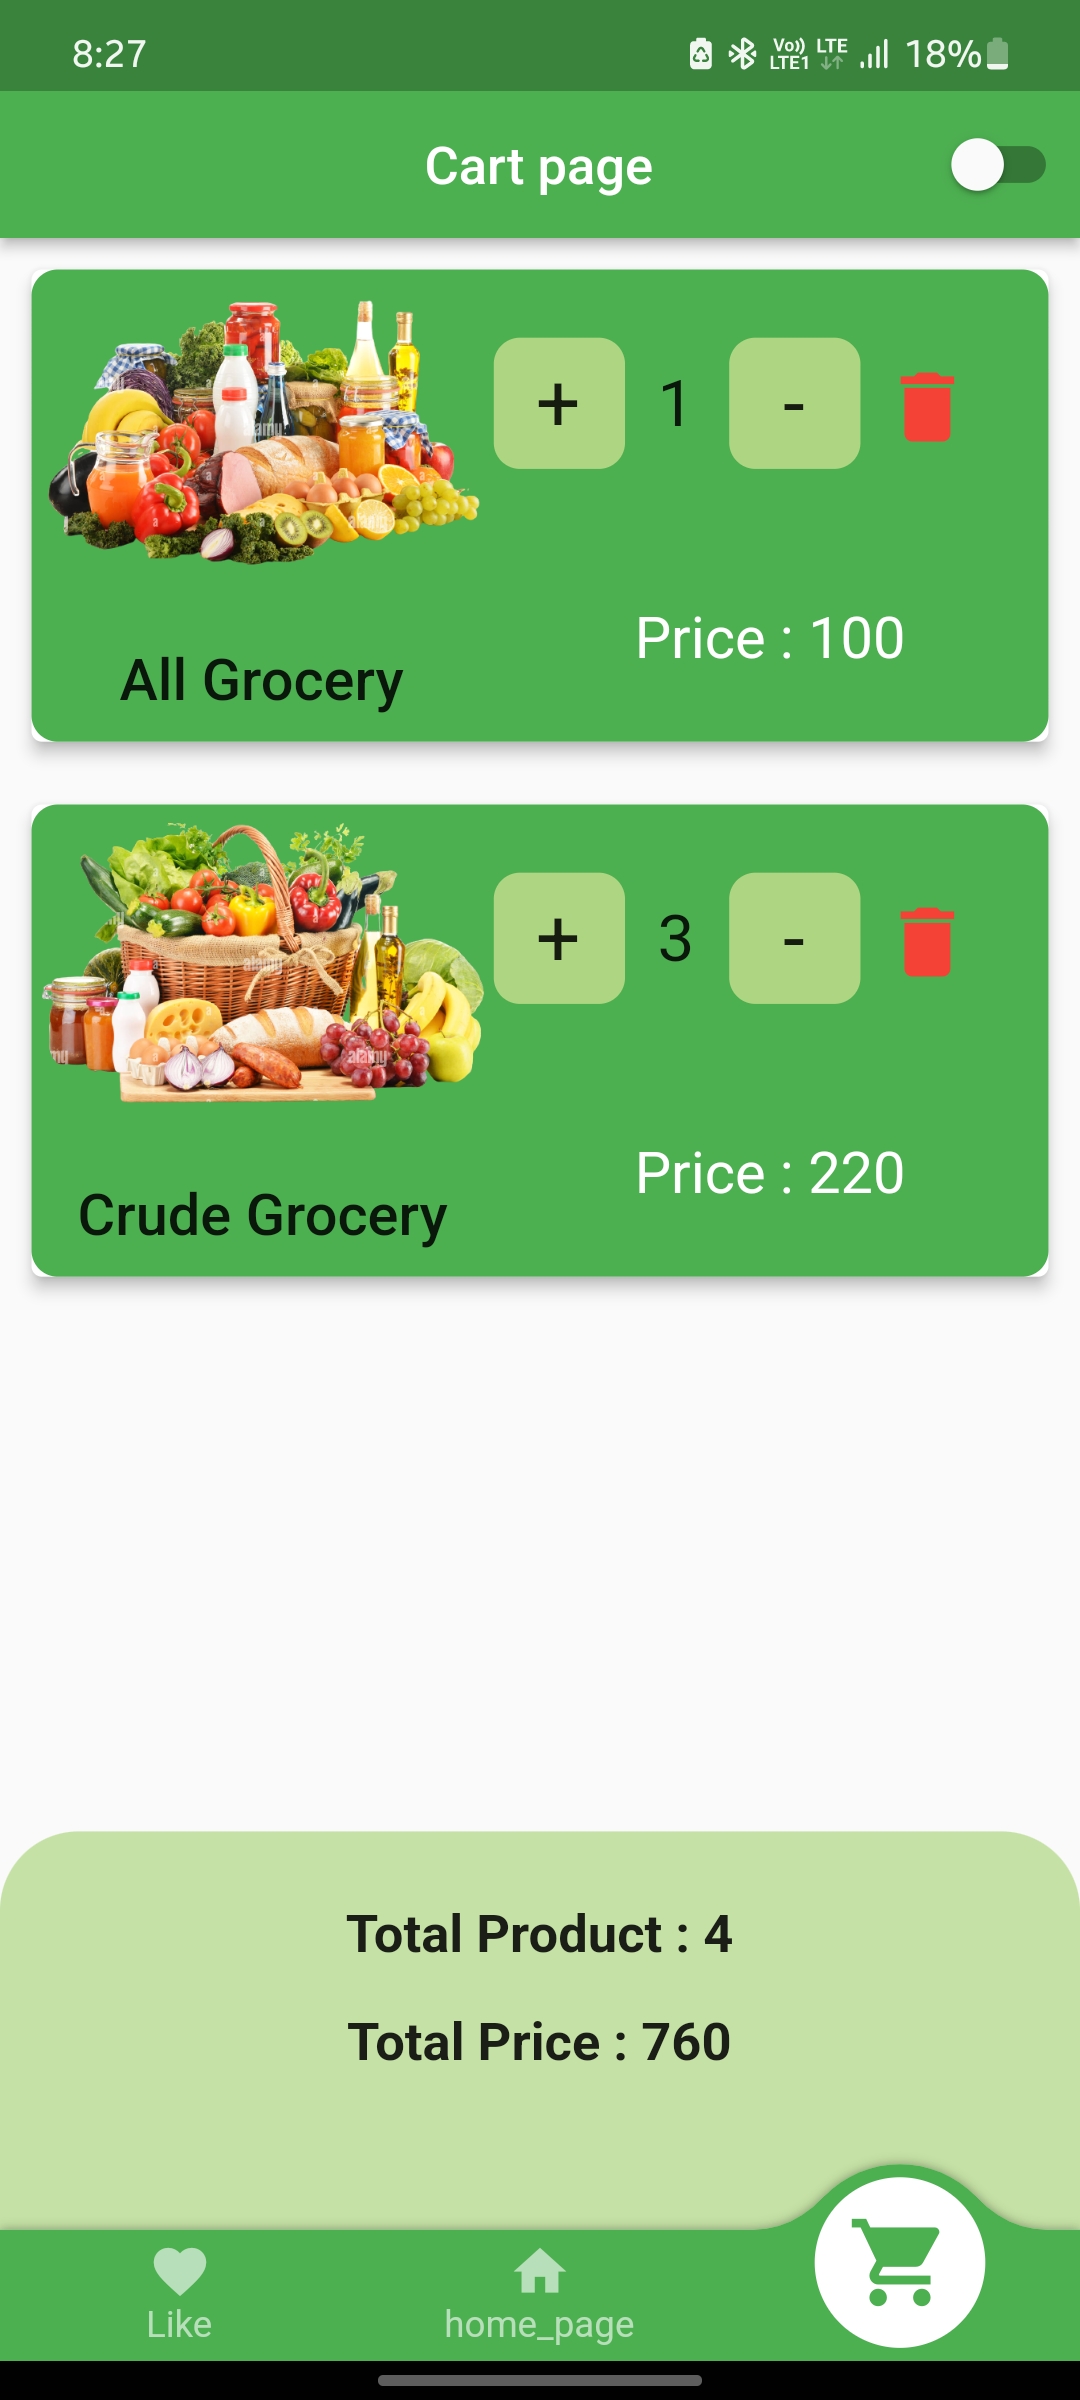 8:27
Vo)) LTE
LTE1
18%
Cart page
+ 1 -
Price : 100
All Grocery
+ 3 -
Price : 220
Crude Grocery
alamy
Total Product : 4
Total Price : 760
Like
home_page